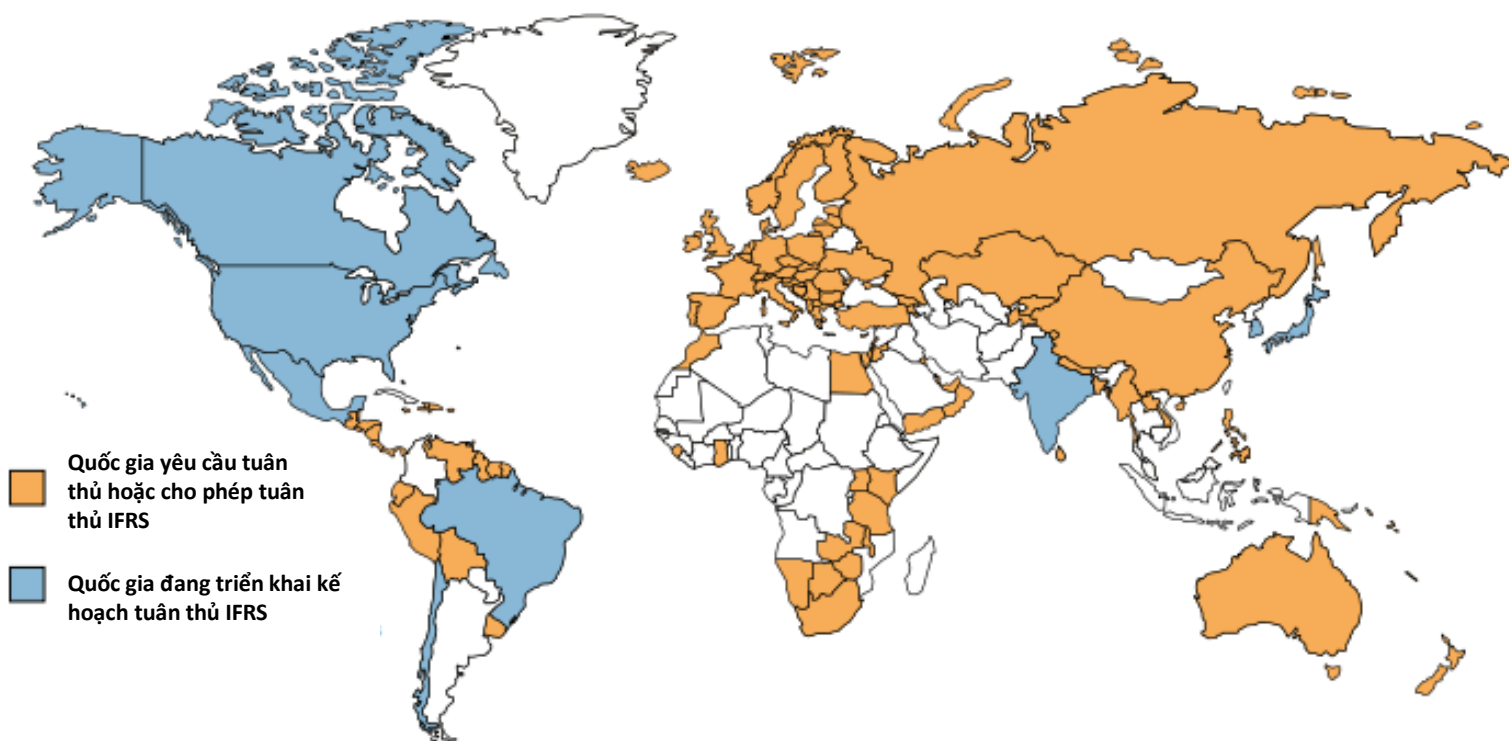 Quốc gia yêu cầu tuân
thủ hoặc cho phép tuân
thủ IFRS
Quốc gia đang triển khai kế
hoạch tuân thủ IFRS